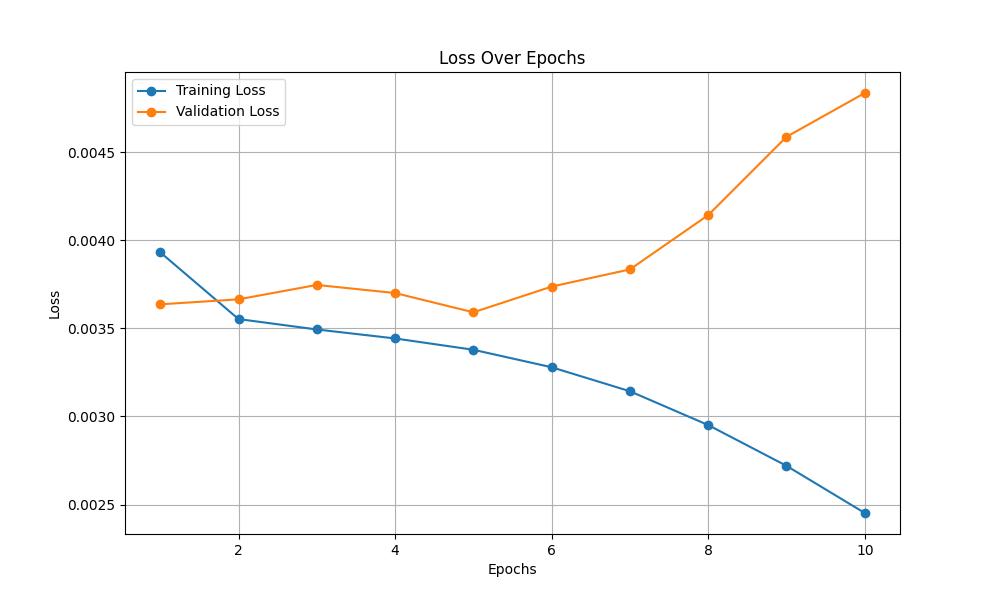 Loss Over Epochs
Training Loss
Validation Loss
0.0045
0.0040
0.0035
0.0030
0.0025
Loss
2 4 6 8 10
Epochs